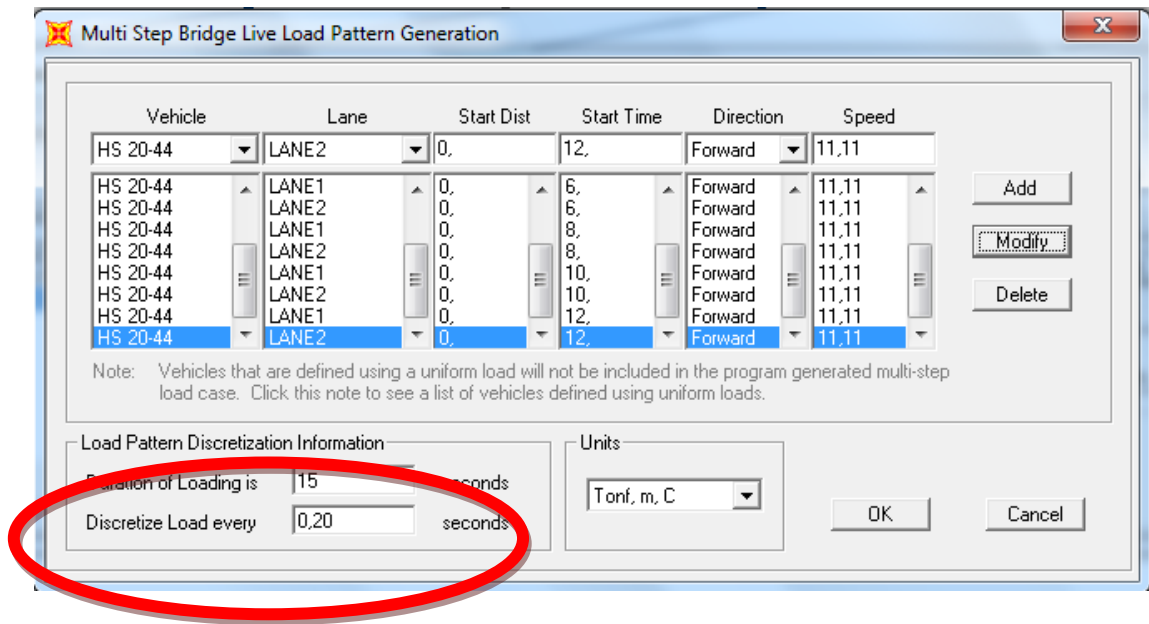 Multi Step Bridge Live Load Pattern Generation
Vehicle Lane Start Dist Start Time Direction Speed
HS 20-44 LANE2 0, 12, Forward 11,11
HS 20-44 LANE1 0, 6, Forward 11,11
HS 20-44 LANE2 0, 6, Forward 11,11
HS 20-44 LANE1 0, 8, Forward 11,11
HS 20-44 LANE2 0, 8, Forward 11,11
HS 20-44 LANE1 0, 10, Forward 11,11
HS 20-44 LANE2 0, 10, Forward 11,11
HS 20-44 LANE1 0, 12, Forward 11,11
HS 20-44 LANE2 0, 12, Forward 11,11
Add
Modify
Delete
Note: Vehicles that are defined using a uniform load will not be included in the program generated multi-step
load case. Click this note to see a list of vehicles defined using uniform loads.
Load Pattern Discretization Information
Duration of Loading is 15 seconds
Discretize Load every 0,20 seconds
Units
Tonf, m, C
OK
Cancel